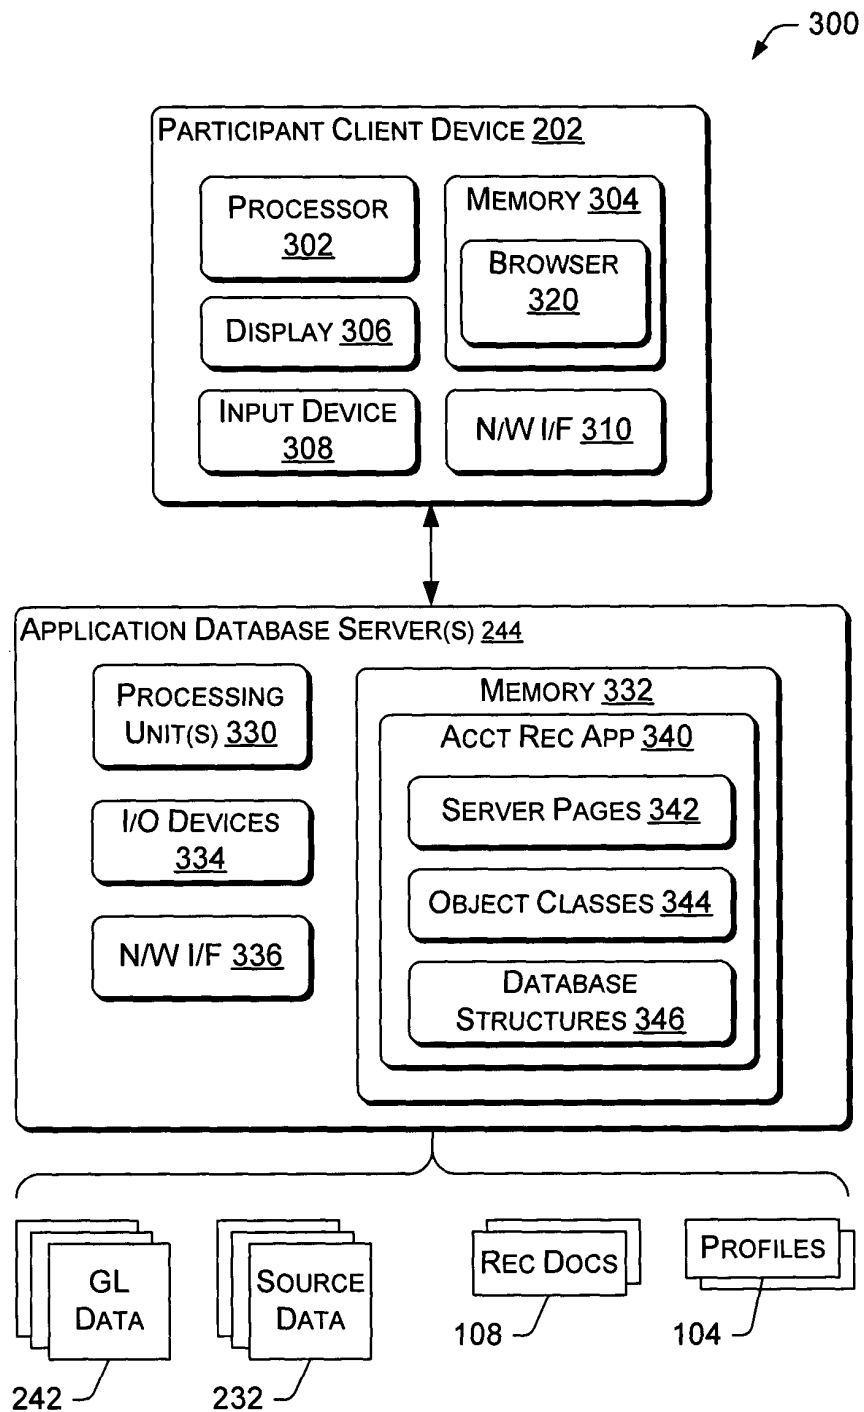 300
PARTICIPANT CLIENT DEVICE 202
PROCESSOR
302
MEMORY 304
BROWSER
320
DISPLAY 306
INPUT DEVICE
308
N/W I/F 310
APPLICATION DATABASE SERVER(S) 244
PROCESSING
UNIT(S) 330
I/O DEVICES
334
N/W I/F 336
MEMORY 332
ACCT REC APP 340
SERVER PAGES 342
OBJECT CLASSES 344
DATABASE
STRUCTURES 346
GL
DATA
242
SOURCE
DATA
232
REC DOCS
108
PROFILES
104